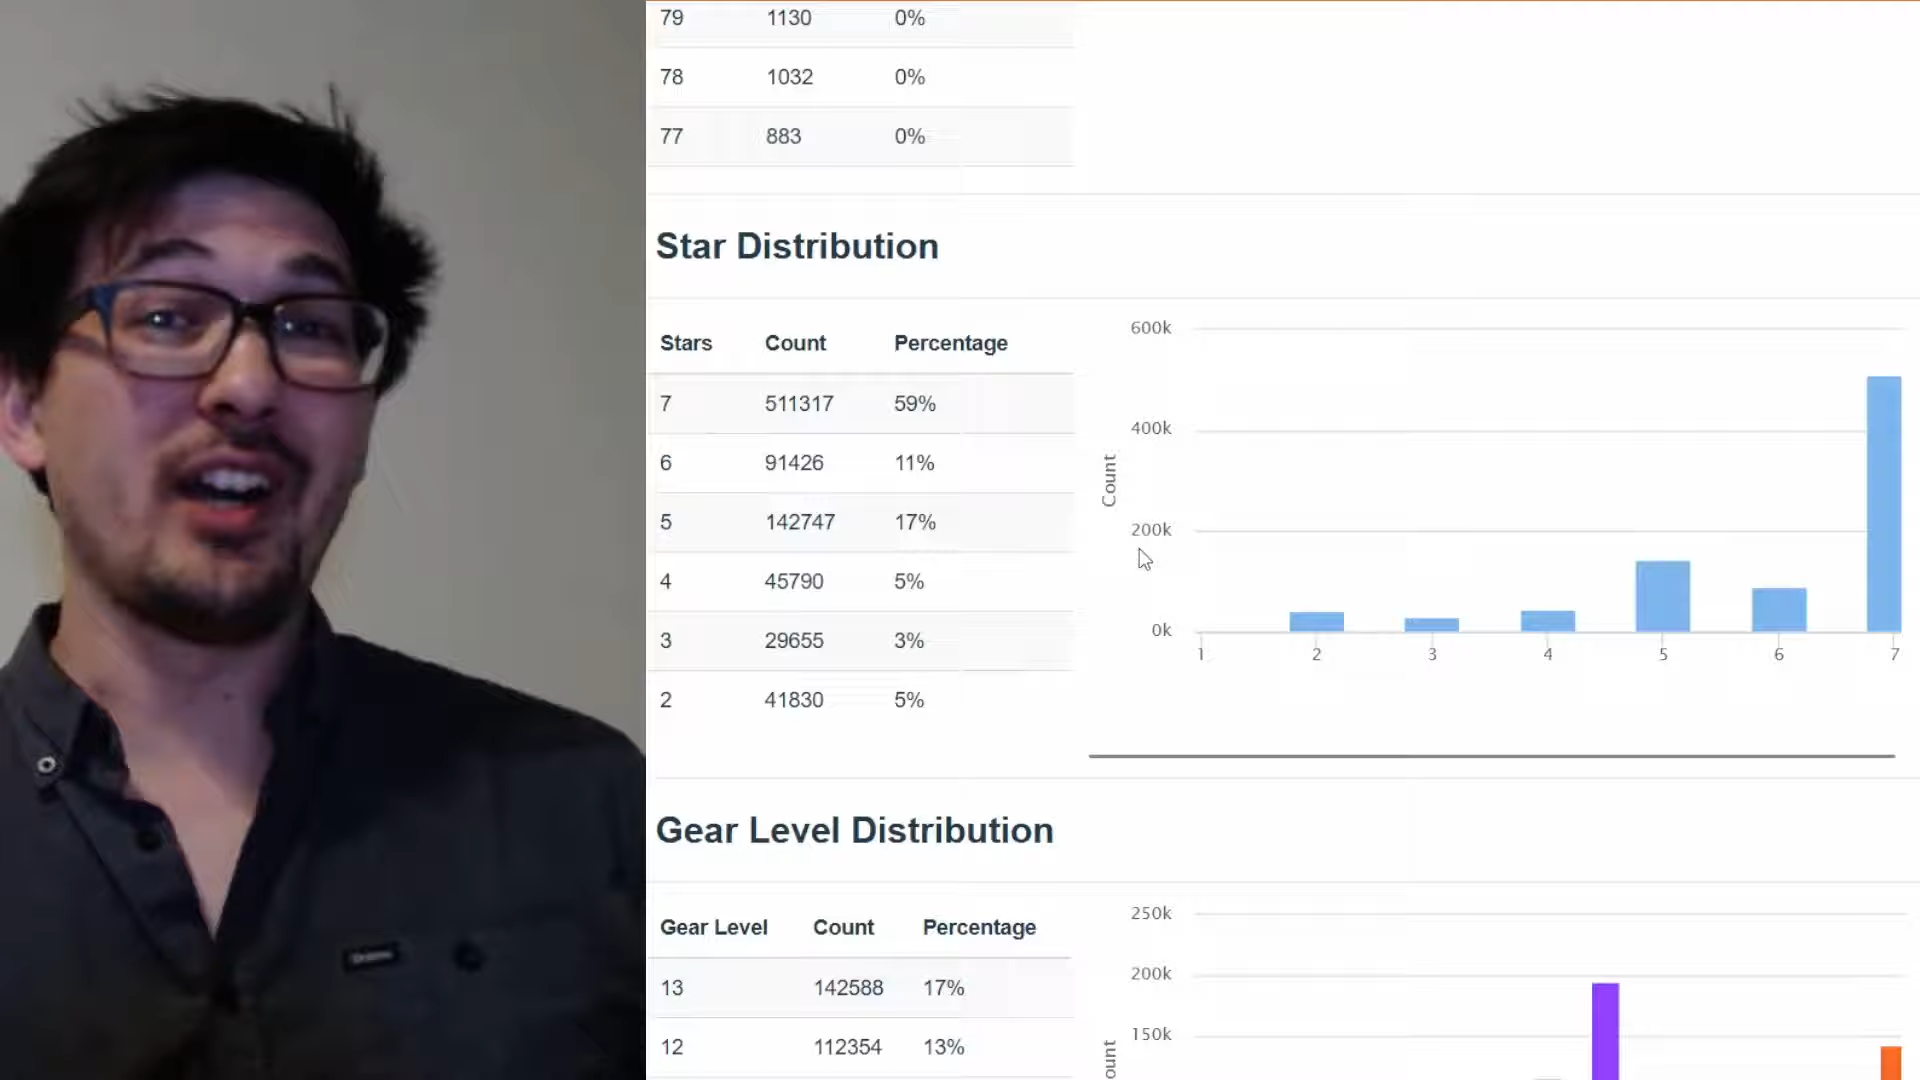 79 1130 0%
78 1032 0%
77 883 0%
Star Distribution
Stars Count Percentage
7 511317 59%
6 91426 11%
5 142747 17%
4 45790 5%
3 29655 3%
2 41830 5%
600k
400k
200k
0k
Count
1 2 3 4 5 6 7
Gear Level Distribution
Gear Level Count Percentage
13 142588 17%
12 112354 13%
250k
200k
150k
ount